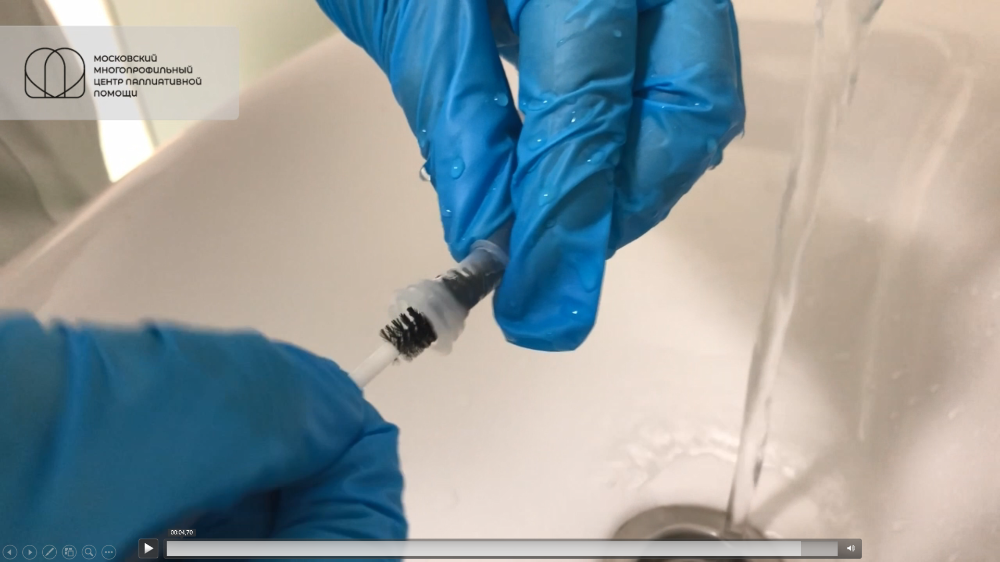 МОСКОВСКИЙ
МНОГОПРОФИЛЬНЫЙ
ЦЕНТР ПАЛЛИАТИВНОЙ
ПОМОЩИ
00:04,70